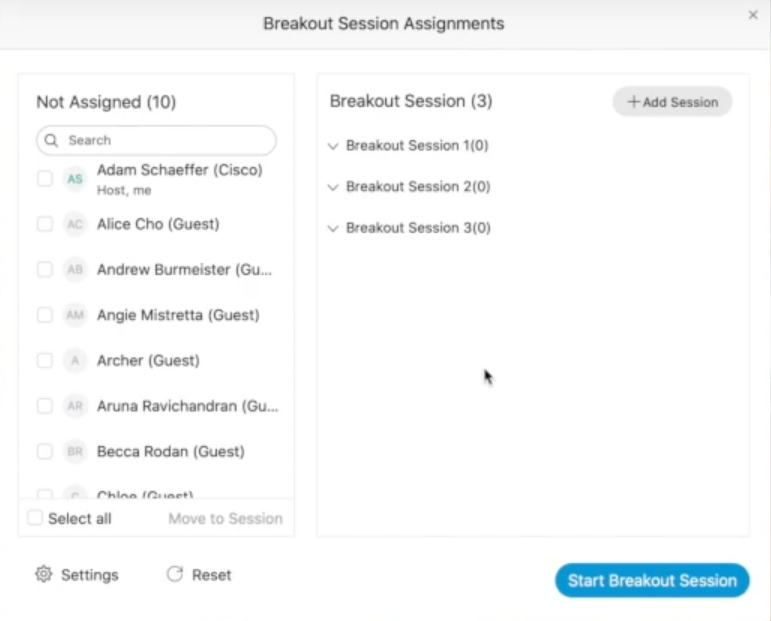 Breakout Session Assignments
Not Assigned (10)
Search
AS
Adam Schaeffer (Cisco)
Host, me
AC
Alice Cho (Guest)
AB
Andrew Burmeister (Gu...
AM
Angie Mistretta (Guest)
A
Archer (Guest)
AR
Aruna Ravichandran (Gu...
BR
Becca Rodan (Guest)
C
Chloe (Guest)
Select all
Move to Session
Settings
Reset
Breakout Session (3)
+ Add Session
Breakout Session 1(0)
Breakout Session 2(0)
Breakout Session 3(0)
Start Breakout Session